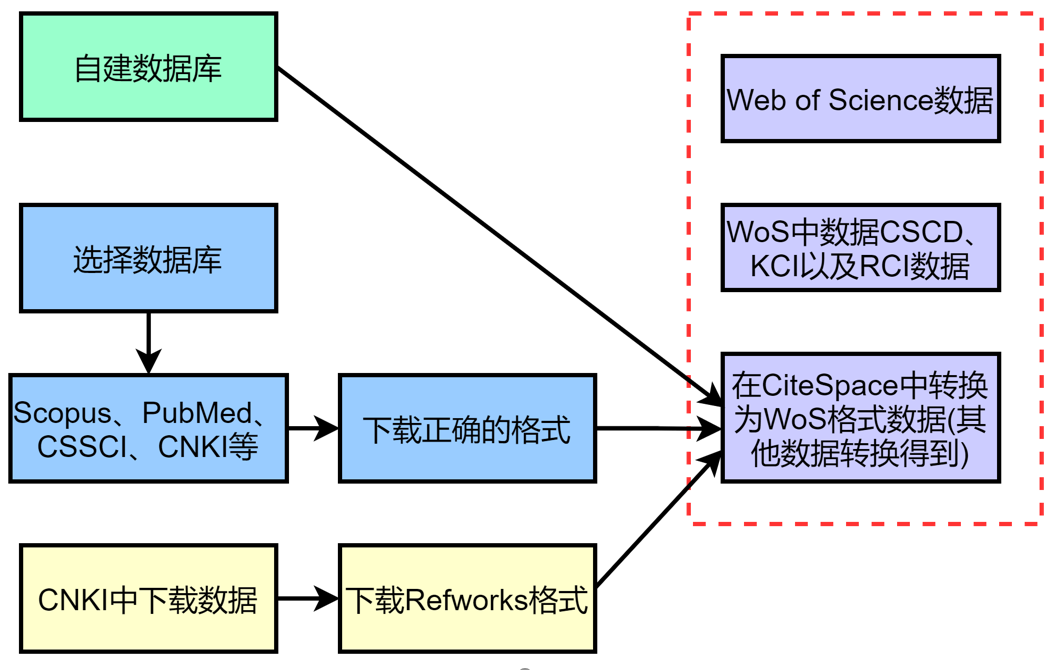 自建数据库
Web of Science数据
选择数据库
WoS中数据CSCD、
KCI以及RCI数据
Scopus、PubMed、
CSSCI、CNKI等
下载正确的格式
在CiteSpace中转换
为WoS格式数据(其
他数据转换得到)
CNKI中下载数据
下载Refworks格式